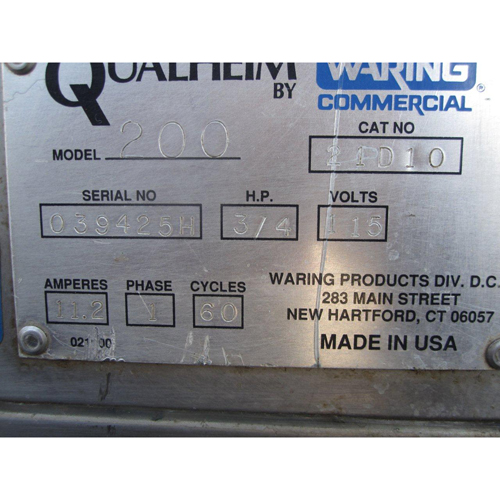 QUALHEIM
BY
WARING
COMMERCIAL®
CAT NO
MODEL 200
21D10
SERIAL NO H.P. VOLTS
039425H 3/4 115
AMPERES PHASE CYCLES
11.2 1 60
WARING PRODUCTS DIV. D.C.
283 MAIN STREET
NEW HARTFORD, CT 06057
MADE IN USA